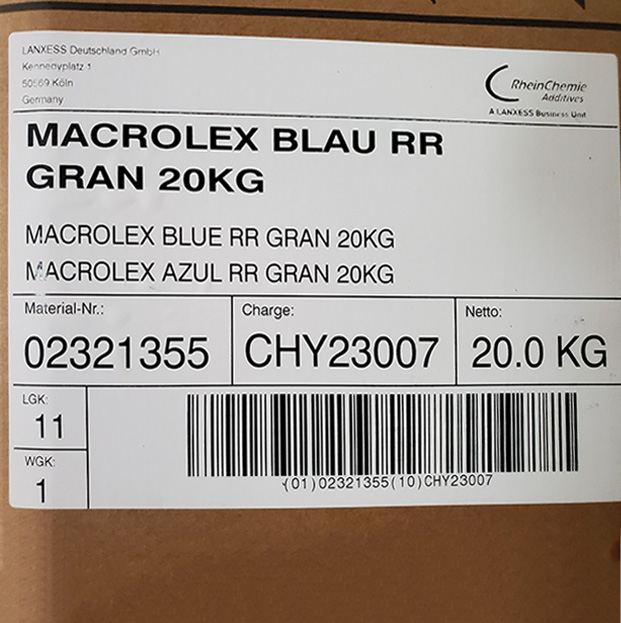 LANXESS Deutschland GmbH
Kennedyplatz 1
50569 Köln
Germany
RheinChemie
Additives
A LANXESS Business Unit
MACROLEX BLAU RR
GRAN 20KG
MACROLEX BLUE RR GRAN 20KG
MACROLEX AZUL RR GRAN 20KG
Material-Nr.: Charge: Netto:
02321355 CHY23007 20.0 KG
LGK:
11
WGK:
1
(01)02321355(10)CHY23007